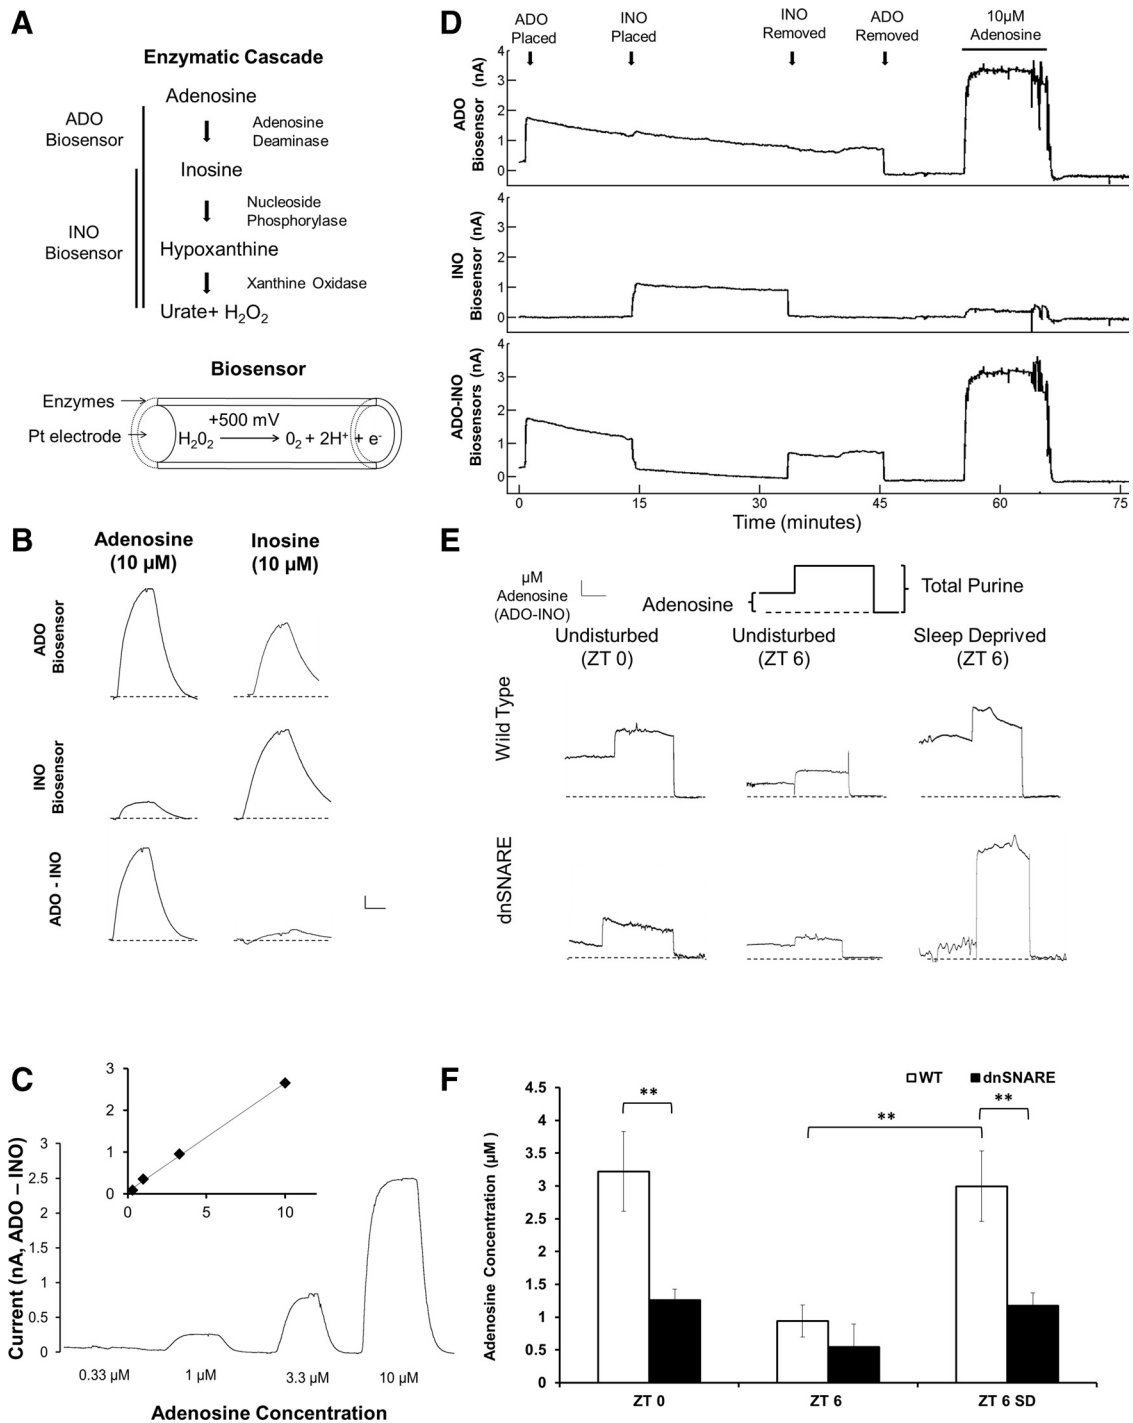 A
Enzymatic Cascade
ADO
Biosensor
Adenosine
Adenosine
Deaminase
Inosine
INO
Biosensor
Nucleoside
Phosphorylase
Hypoxanthine
Xanthine Oxidase
Urate+ H₂O₂
Biosensor
Enzymes
Pt electrode
+500 mV
H₂0₂
0₂ + 2H⁺ + e⁻
B
Adenosine
(10 µM)
Inosine
(10 µM)
ADO
Biosensor
INO
Biosensor
ADO - INO
C
Current (nA, ADO – INO)
3
2.5
2
1.5
1
0.5
0
3
2
1
0
0
5
10
0.33 µM
1 µM
3.3 µM
10 µM
Adenosine Concentration
D
ADO
Placed
INO
Placed
INO
Removed
ADO
Removed
10µM
Adenosine
ADO
Biosensor (nA)
4
3
2
1
0
INO
Biosensor (nA)
4
3
2
1
0
ADO-INO
Biosensors (nA)
4
3
2
1
0
0
15
30
45
60
75
Time (minutes)
E
µM
Adenosine
(ADO-INO)
Adenosine
Total Purine
Undisturbed
(ZT 0)
Undisturbed
(ZT 6)
Sleep Deprived
(ZT 6)
Wild Type
dnSNARE
F
WT
dnSNARE
**
**
**
Adenosine Concentration (µM )
4.5
4
3.5
3
2.5
2
1.5
1
0.5
0
ZT 0
ZT 6
ZT 6 SD